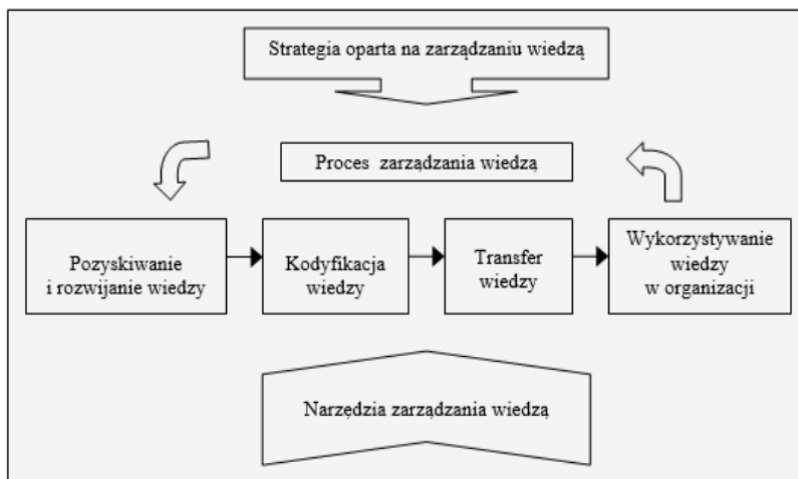 Strategia oparta na zarządzaniu wiedzą
Proces zarządzania wiedzą
Pozyskiwanie
i rozwijanie wiedzy
Kodyfikacja
wiedzy
Transfer
wiedzy
Wykorzystywanie
wiedzy
w organizacji
Narzędzia zarządzania wiedzą